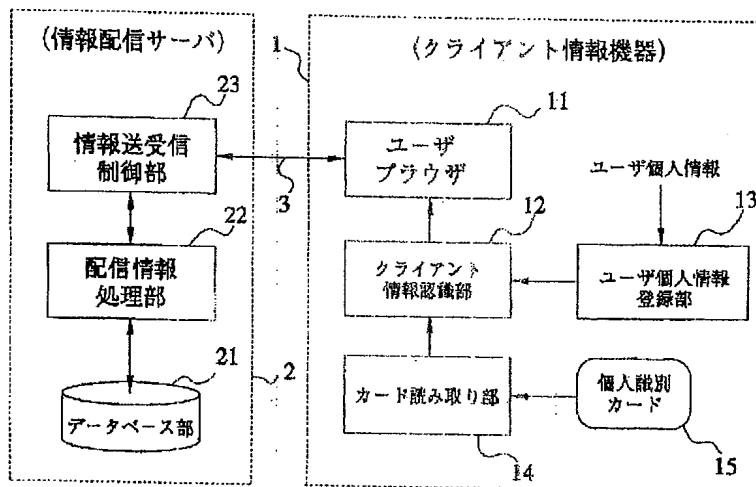 (情報配信サーバ)
23
情報送受信
制御部
22
配信情報
処理部
21
データベース部
2
1
3
(クライアント情報機器)
11
ユーザ
ブラウザ
12
クライアント
情報認識部
ユーザ個人情報
13
ユーザ個人情報
登録部
カード読み取り部
14
個人識別
カード
15